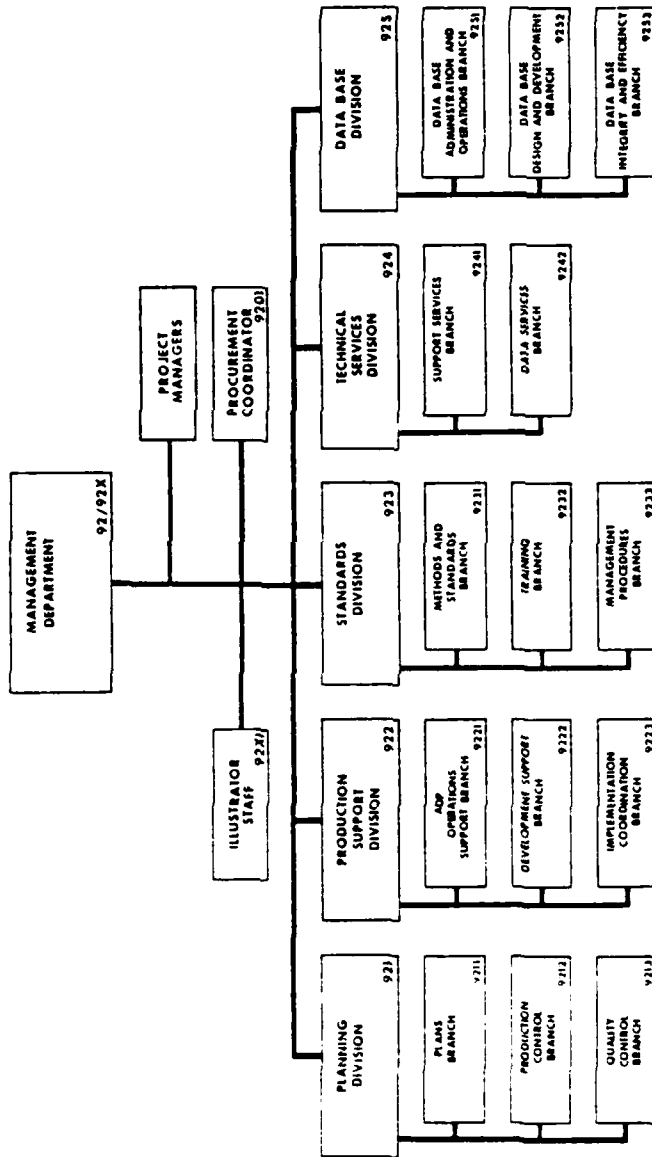 MANAGEMENT
DEPARTMENT
92/92X
PROJECT
MANAGERS
ILLUSTRATOR
STAFF
92X1
PROCUREMENT
COORDINATOR
9201
PLANNING
DIVISION
921
PLANS
BRANCH
9211
PRODUCTION
CONTROL
BRANCH
9212
QUALITY
CONTROL
BRANCH
9213
PRODUCTION
SUPPORT
DIVISION
922
ADP
OPERATIONS
SUPPORT BRANCH
9221
DEVELOPMENT SUPPORT
BRANCH
9222
IMPLEMENTATION
COORDINATION
BRANCH
9223
STANDARDS
DIVISION
923
METHODS AND
STANDARDS
BRANCH
9231
TRAINING
BRANCH
9232
MANAGEMENT
PROCEDURES
BRANCH
9233
TECHNICAL
SERVICES
DIVISION
924
SUPPORT SERVICES
BRANCH
9241
DATA SERVICES
BRANCH
9242
DATA BASE
DIVISION
925
DATA BASE
ADMINISTRATION AND
OPERATIONS BRANCH
9251
DATA BASE
DESIGN AND DEVELOPMENT
BRANCH
9252
DATA BASE
INTEGRITY AND EFFICIENCY
BRANCH
9253